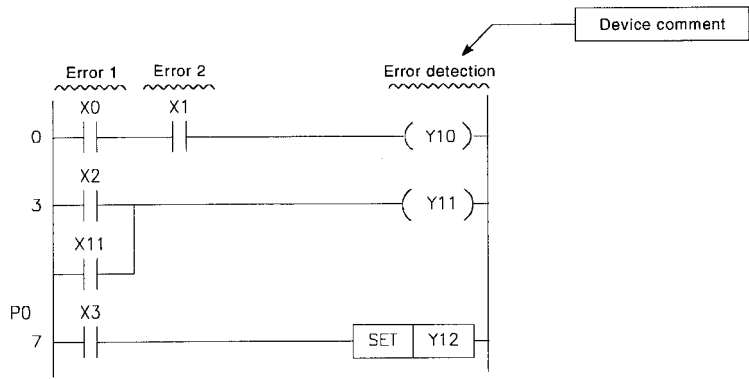 Device comment
Error 1 Error 2 Error detection
X0 X1
0 Y10
X2
3 Y11
X11
P0 X3
7 SET Y12